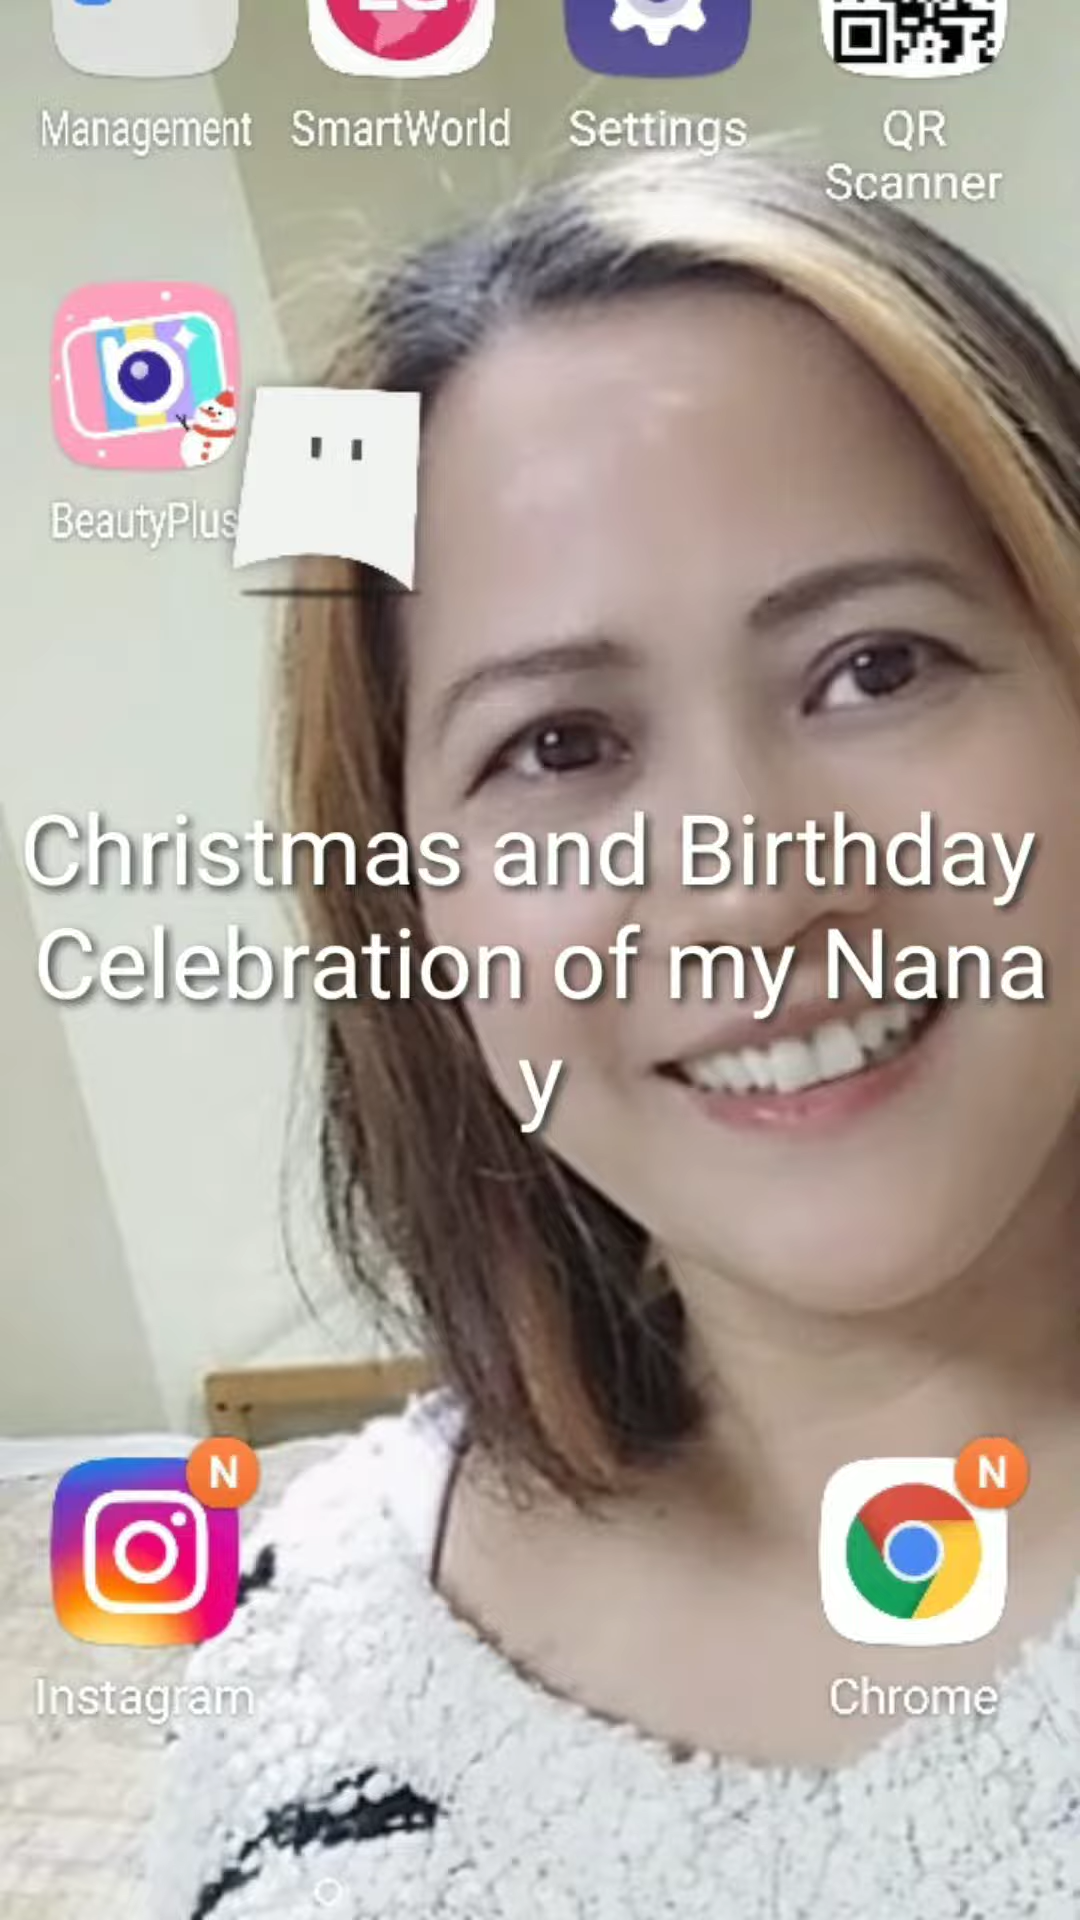 Management SmartWorld Settings QR
Scanner
BeautyPlus
Christmas and Birthday
Celebration of my Nana
y
N N
Instagram Chrome